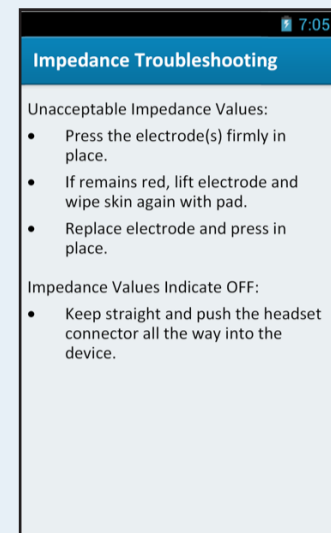 7:05
Impedance Troubleshooting
Unacceptable Impedance Values:
• Press the electrode(s) firmly in
place.
• If remains red, lift electrode and
wipe skin again with pad.
• Replace electrode and press in
place.
Impedance Values Indicate OFF:
• Keep straight and push the headset
connector all the way into the
device.